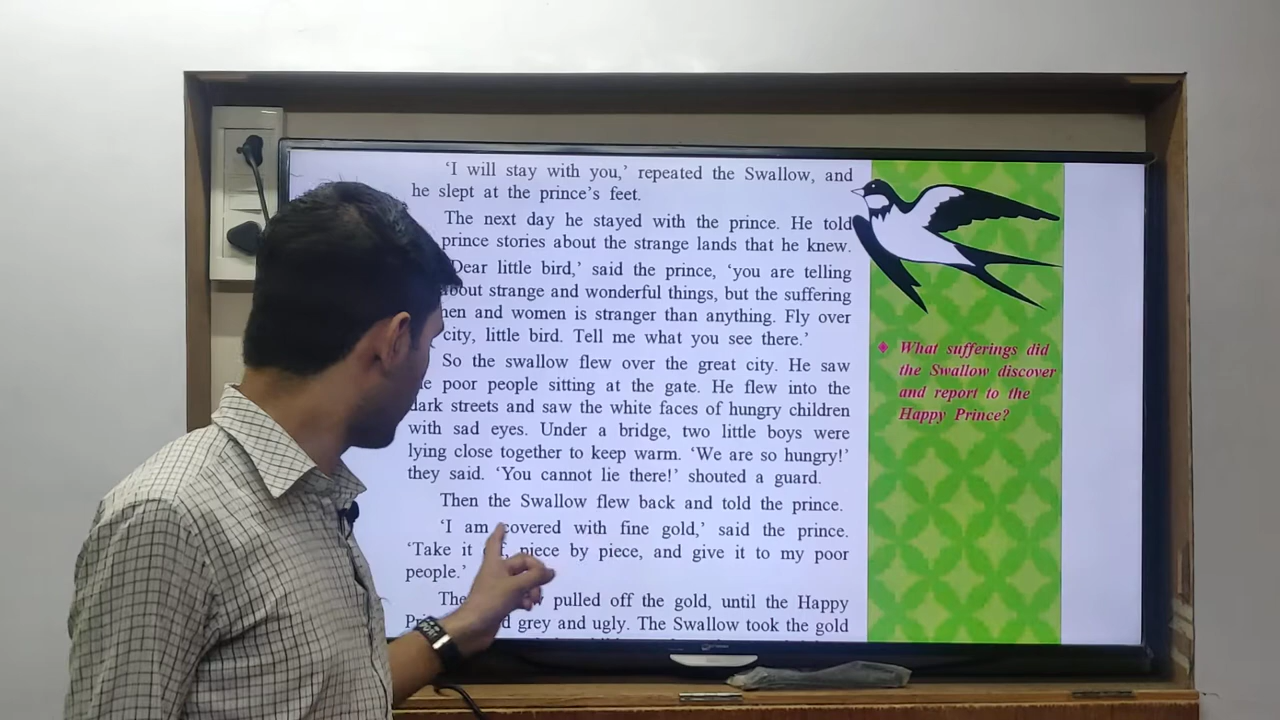 ‘I will stay with you,’ repeated the Swallow, and
he slept at the prince’s feet.
The next day he stayed with the prince. He told
prince stories about the strange lands that he knew.
Dear little bird,’ said the prince, ‘you are telling
about strange and wonderful things, but the suffering
men and women is stranger than anything. Fly over
city, little bird. Tell me what you see there.’
So the swallow flew over the great city. He saw
poor people sitting at the gate. He flew into the
dark streets and saw the white faces of hungry children
with sad eyes. Under a bridge, two little boys were
lying close together to keep warm. ‘We are so hungry!’
they said. ‘You cannot lie there!’ shouted a guard.
Then the Swallow flew back and told the prince.
‘I am covered with fine gold,’ said the prince.
‘Take it off, piece by piece, and give it to my poor
people.’
The pulled off the gold, until the Happy
grey and ugly. The Swallow took the gold
What sufferings did
the Swallow discover
and report to the
Happy Prince?